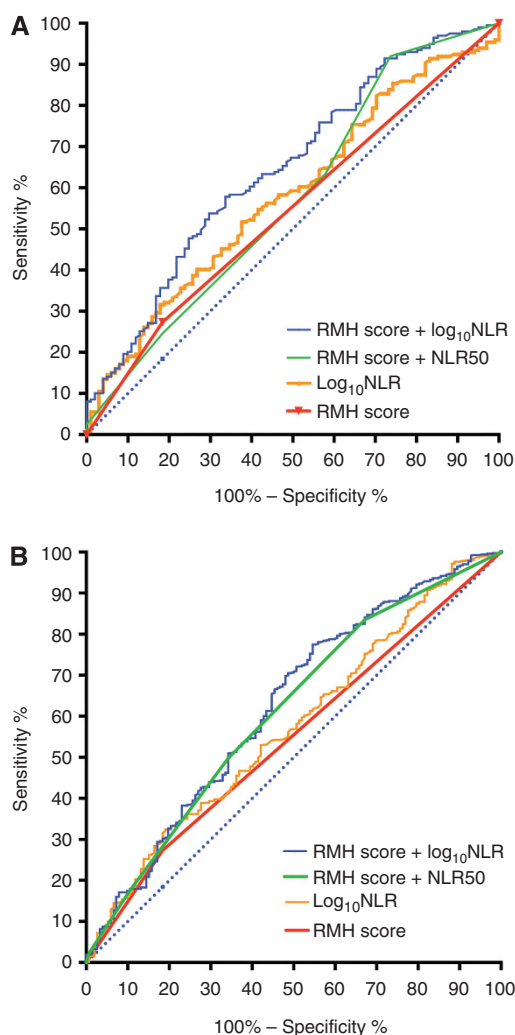 A
100
90
80
70
60
50
40
30
20
10
0
Sensitivity %
RMH score + log10NLR
RMH score + NLR50
Log10NLR
RMH score
0 10 20 30 40 50 60 70 80 90 100
100% – Specificity %
B
100
90
80
70
60
50
40
30
20
10
0
Sensitivity %
RMH score + log10NLR
RMH score + NLR50
Log10NLR
RMH score
0 10 20 30 40 50 60 70 80 90 100
100% – Specificity %